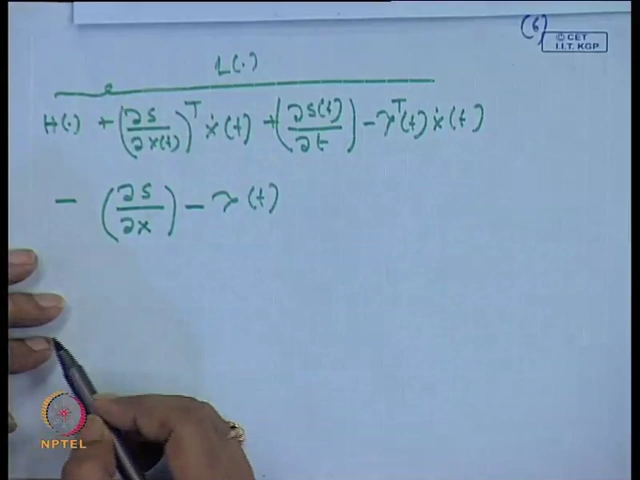 (6)
© CET
I.I.T. KGP
L(·)
H(·) + (∂S/∂x(t))^T ẋ(t) + (∂S(t)/∂t) - λ^T(t) ẋ(t)
- (∂S/∂x) - λ(t)
NPTEL